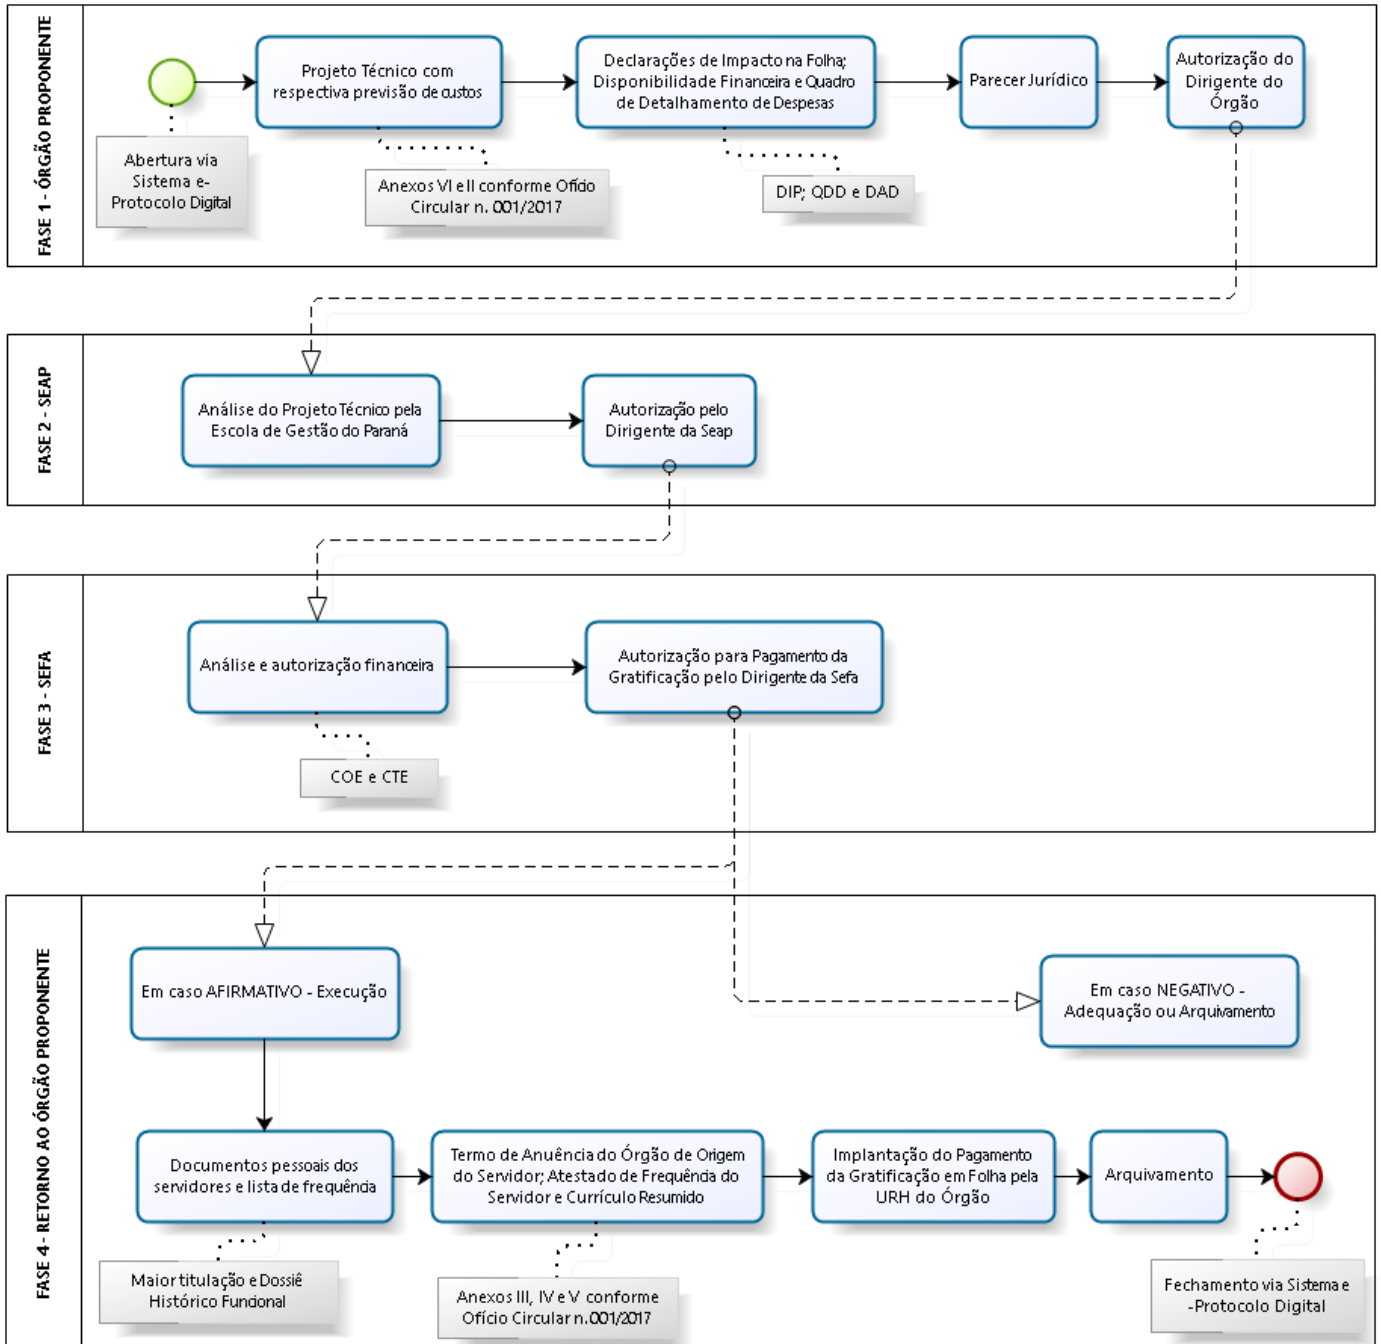 FASE 1 - ÓRGÃO PROPONENTE
Projeto Técnico com
respectiva previsão de custos
Declarações de Impacto na Folha;
Disponibilidade Financeira e Quadro
de Detalhamento de Despesas
Parecer Jurídico
Autorização do
Dirigente do
Órgão
Abertura via
Sistema e-
Protocolo Digital
Anexos VI e II conforme Ofício
Circular n. 001/2017
DIP; QDD e DAD
FASE 2 - SEAP
Análise do Projeto Técnico pela
Escola de Gestão do Paraná
Autorização pelo
Dirigente da Seap
FASE 3 - SEFA
Análise e autorização financeira
Autorização para Pagamento da
Gratificação pelo Dirigente da Sefa
COE e CTE
FASE 4 - RETORNO AO ÓRGÃO PROPONENTE
Em caso AFIRMATIVO - Execução
Em caso NEGATIVO -
Adequação ou Arquivamento
Documentos pessoais dos
servidores e lista de frequência
Termo de Anuência do Órgão de Origem
do Servidor; Atestado de Frequência do
Servidor e Currículo Resumido
Implantação do Pagamento
da Gratificação em Folha pela
URH do Órgão
Arquivamento
Maior titulação e Dossiê
Histórico Funcional
Anexos III, IV e V conforme
Ofício Circular n.001/2017
Fechamento via Sistema e
-Protocolo Digital